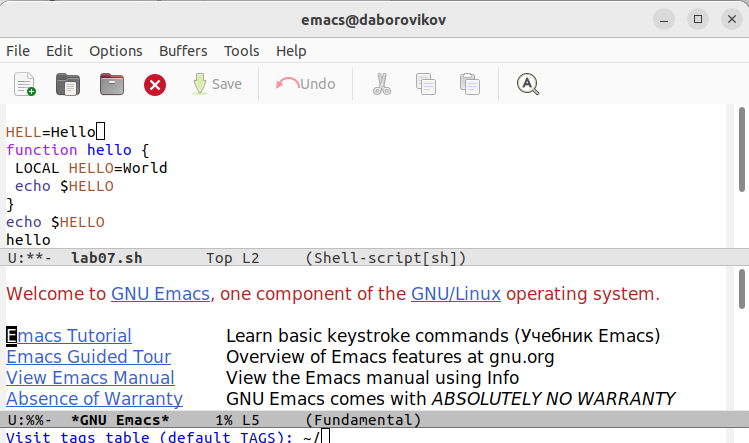 emacs@daborovikov
File Edit Options Buffers Tools Help
Save Undo
HELL=Hello
function hello {
LOCAL HELLO=World
echo $HELLO
}
echo $HELLO
hello
U:**- lab07.sh Top L2 (Shell-script[sh])
Welcome to GNU Emacs, one component of the GNU/Linux operating system.
Emacs Tutorial Learn basic keystroke commands (Учебник Emacs)
Emacs Guided Tour Overview of Emacs features at gnu.org
View Emacs Manual View the Emacs manual using Info
Absence of Warranty GNU Emacs comes with ABSOLUTELY NO WARRANTY
U:%%- *GNU Emacs* 1% L5 (Fundamental)
Visit tags table (default TAGS): ~/